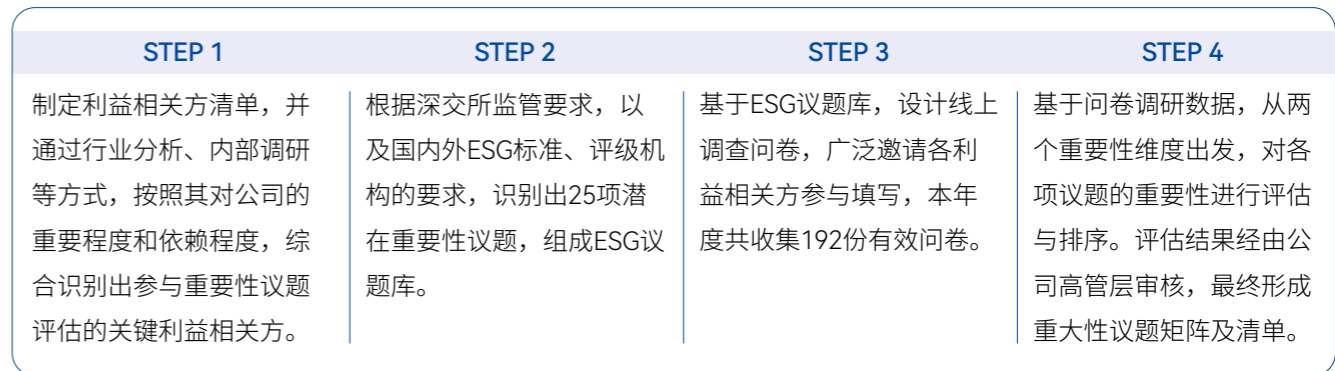 STEP 1
制定利益相关方清单，并
通过行业分析、内部调研
等方式，按照其对公司的
重要程度和依赖程度，综
合识别出参与重要性议题
评估的关键利益相关方。
STEP 2
根据深交所监管要求，以
及国内外ESG标准、评级机
构的要求，识别出25项潜
在重要性议题，组成ESG议
题库。
STEP 3
基于ESG议题库，设计线上
调查问卷，广泛邀请各利
益相关方参与填写，本年
度共收集192份有效问卷。
STEP 4
基于问卷调研数据，从两
个重要性维度出发，对各
项议题的重要性进行评估
与排序。评估结果经由公
司高管层审核，最终形成
重大性议题矩阵及清单。